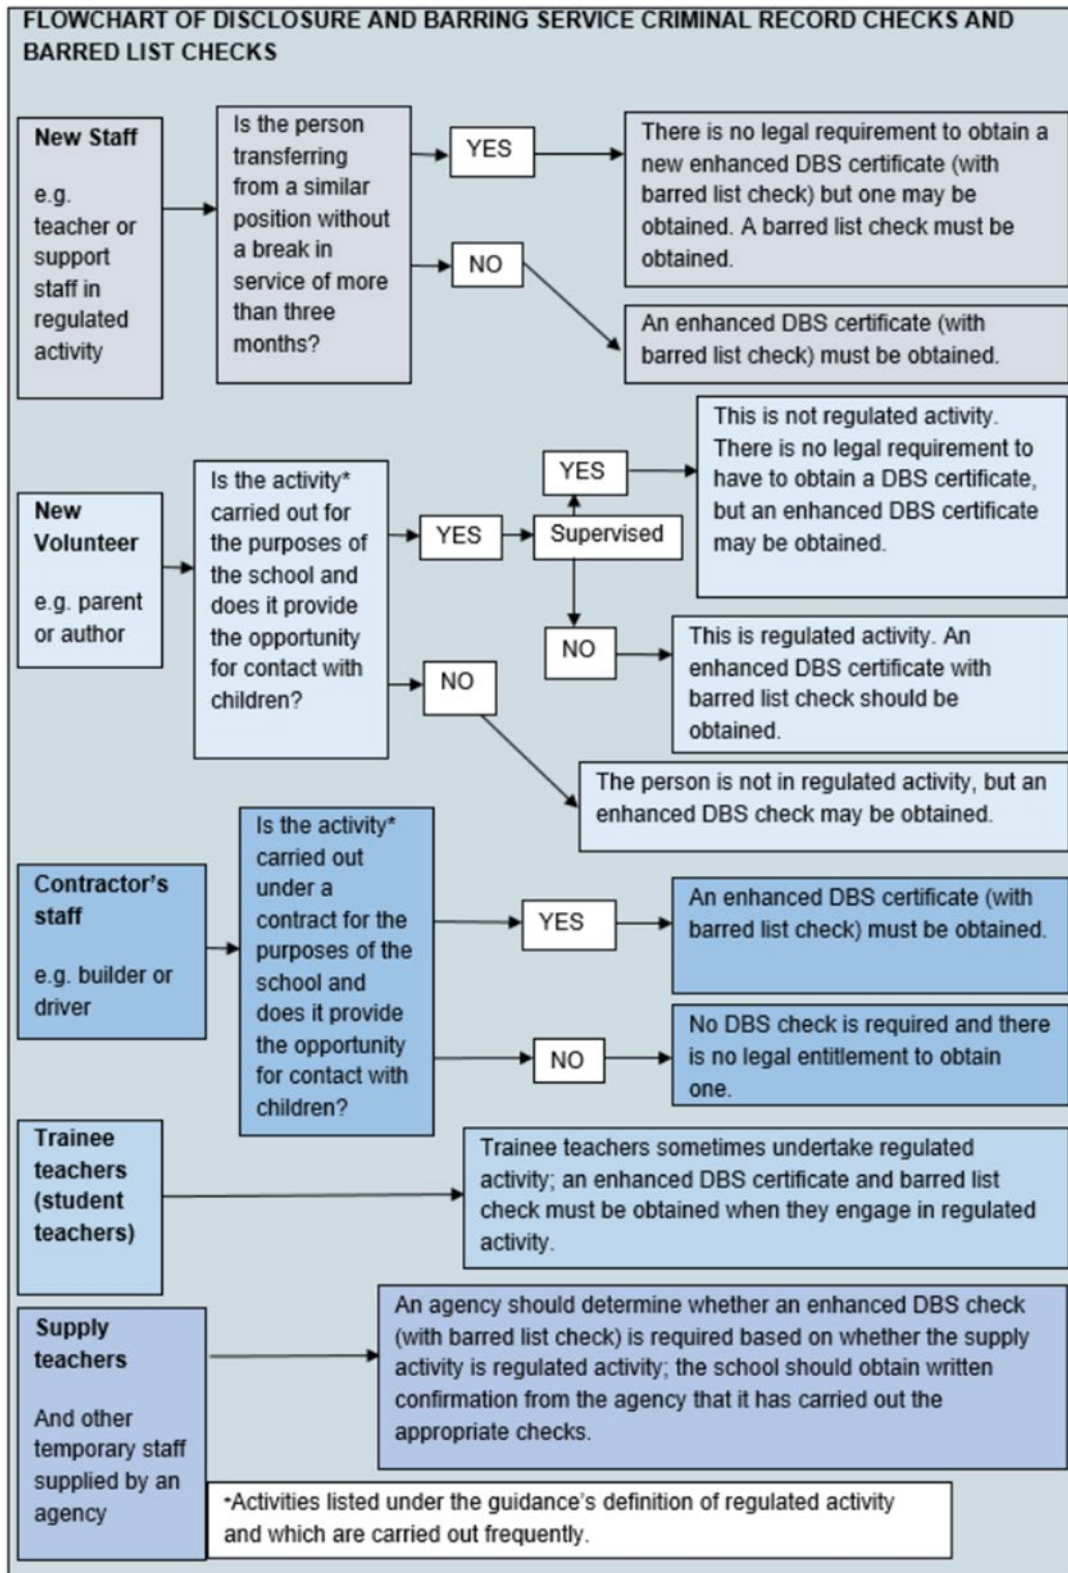 FLOWCHART OF DISCLOSURE AND BARRING SERVICE CRIMINAL RECORD CHECKS AND
BARRED LIST CHECKS
New Staff
e.g.
teacher or
support
staff in
regulated
activity
Is the person
transferring
from a similar
position without
a break in
service of more
than three
months?
YES
There is no legal requirement to obtain a
new enhanced DBS certificate (with
barred list check) but one may be
obtained. A barred list check must be
obtained.
NO
An enhanced DBS certificate (with
barred list check) must be obtained.
New
Volunteer
e.g. parent
or author
Is the activity*
carried out for
the purposes of
the school and
does it provide
the opportunity
for contact with
children?
YES
Supervised
YES
This is not regulated activity.
There is no legal requirement to
have to obtain a DBS certificate,
but an enhanced DBS certificate
may be obtained.
NO
This is regulated activity. An
enhanced DBS certificate with
barred list check should be
obtained.
NO
The person is not in regulated activity, but an
enhanced DBS check may be obtained.
Contractor's
staff
e.g. builder or
driver
Is the activity*
carried out
under a
contract for the
purposes of the
school and
does it provide
the opportunity
for contact with
children?
YES
An enhanced DBS certificate (with
barred list check) must be obtained.
NO
No DBS check is required and there
is no legal entitlement to obtain
one.
Trainee
teachers
(student
teachers)
Trainee teachers sometimes undertake regulated
activity; an enhanced DBS certificate and barred list
check must be obtained when they engage in regulated
activity.
Supply
teachers
And other
temporary staff
supplied by an
agency
An agency should determine whether an enhanced DBS check
(with barred list check) is required based on whether the supply
activity is regulated activity; the school should obtain written
confirmation from the agency that it has carried out the
appropriate checks.
*Activities listed under the guidance's definition of regulated activity
and which are carried out frequently.